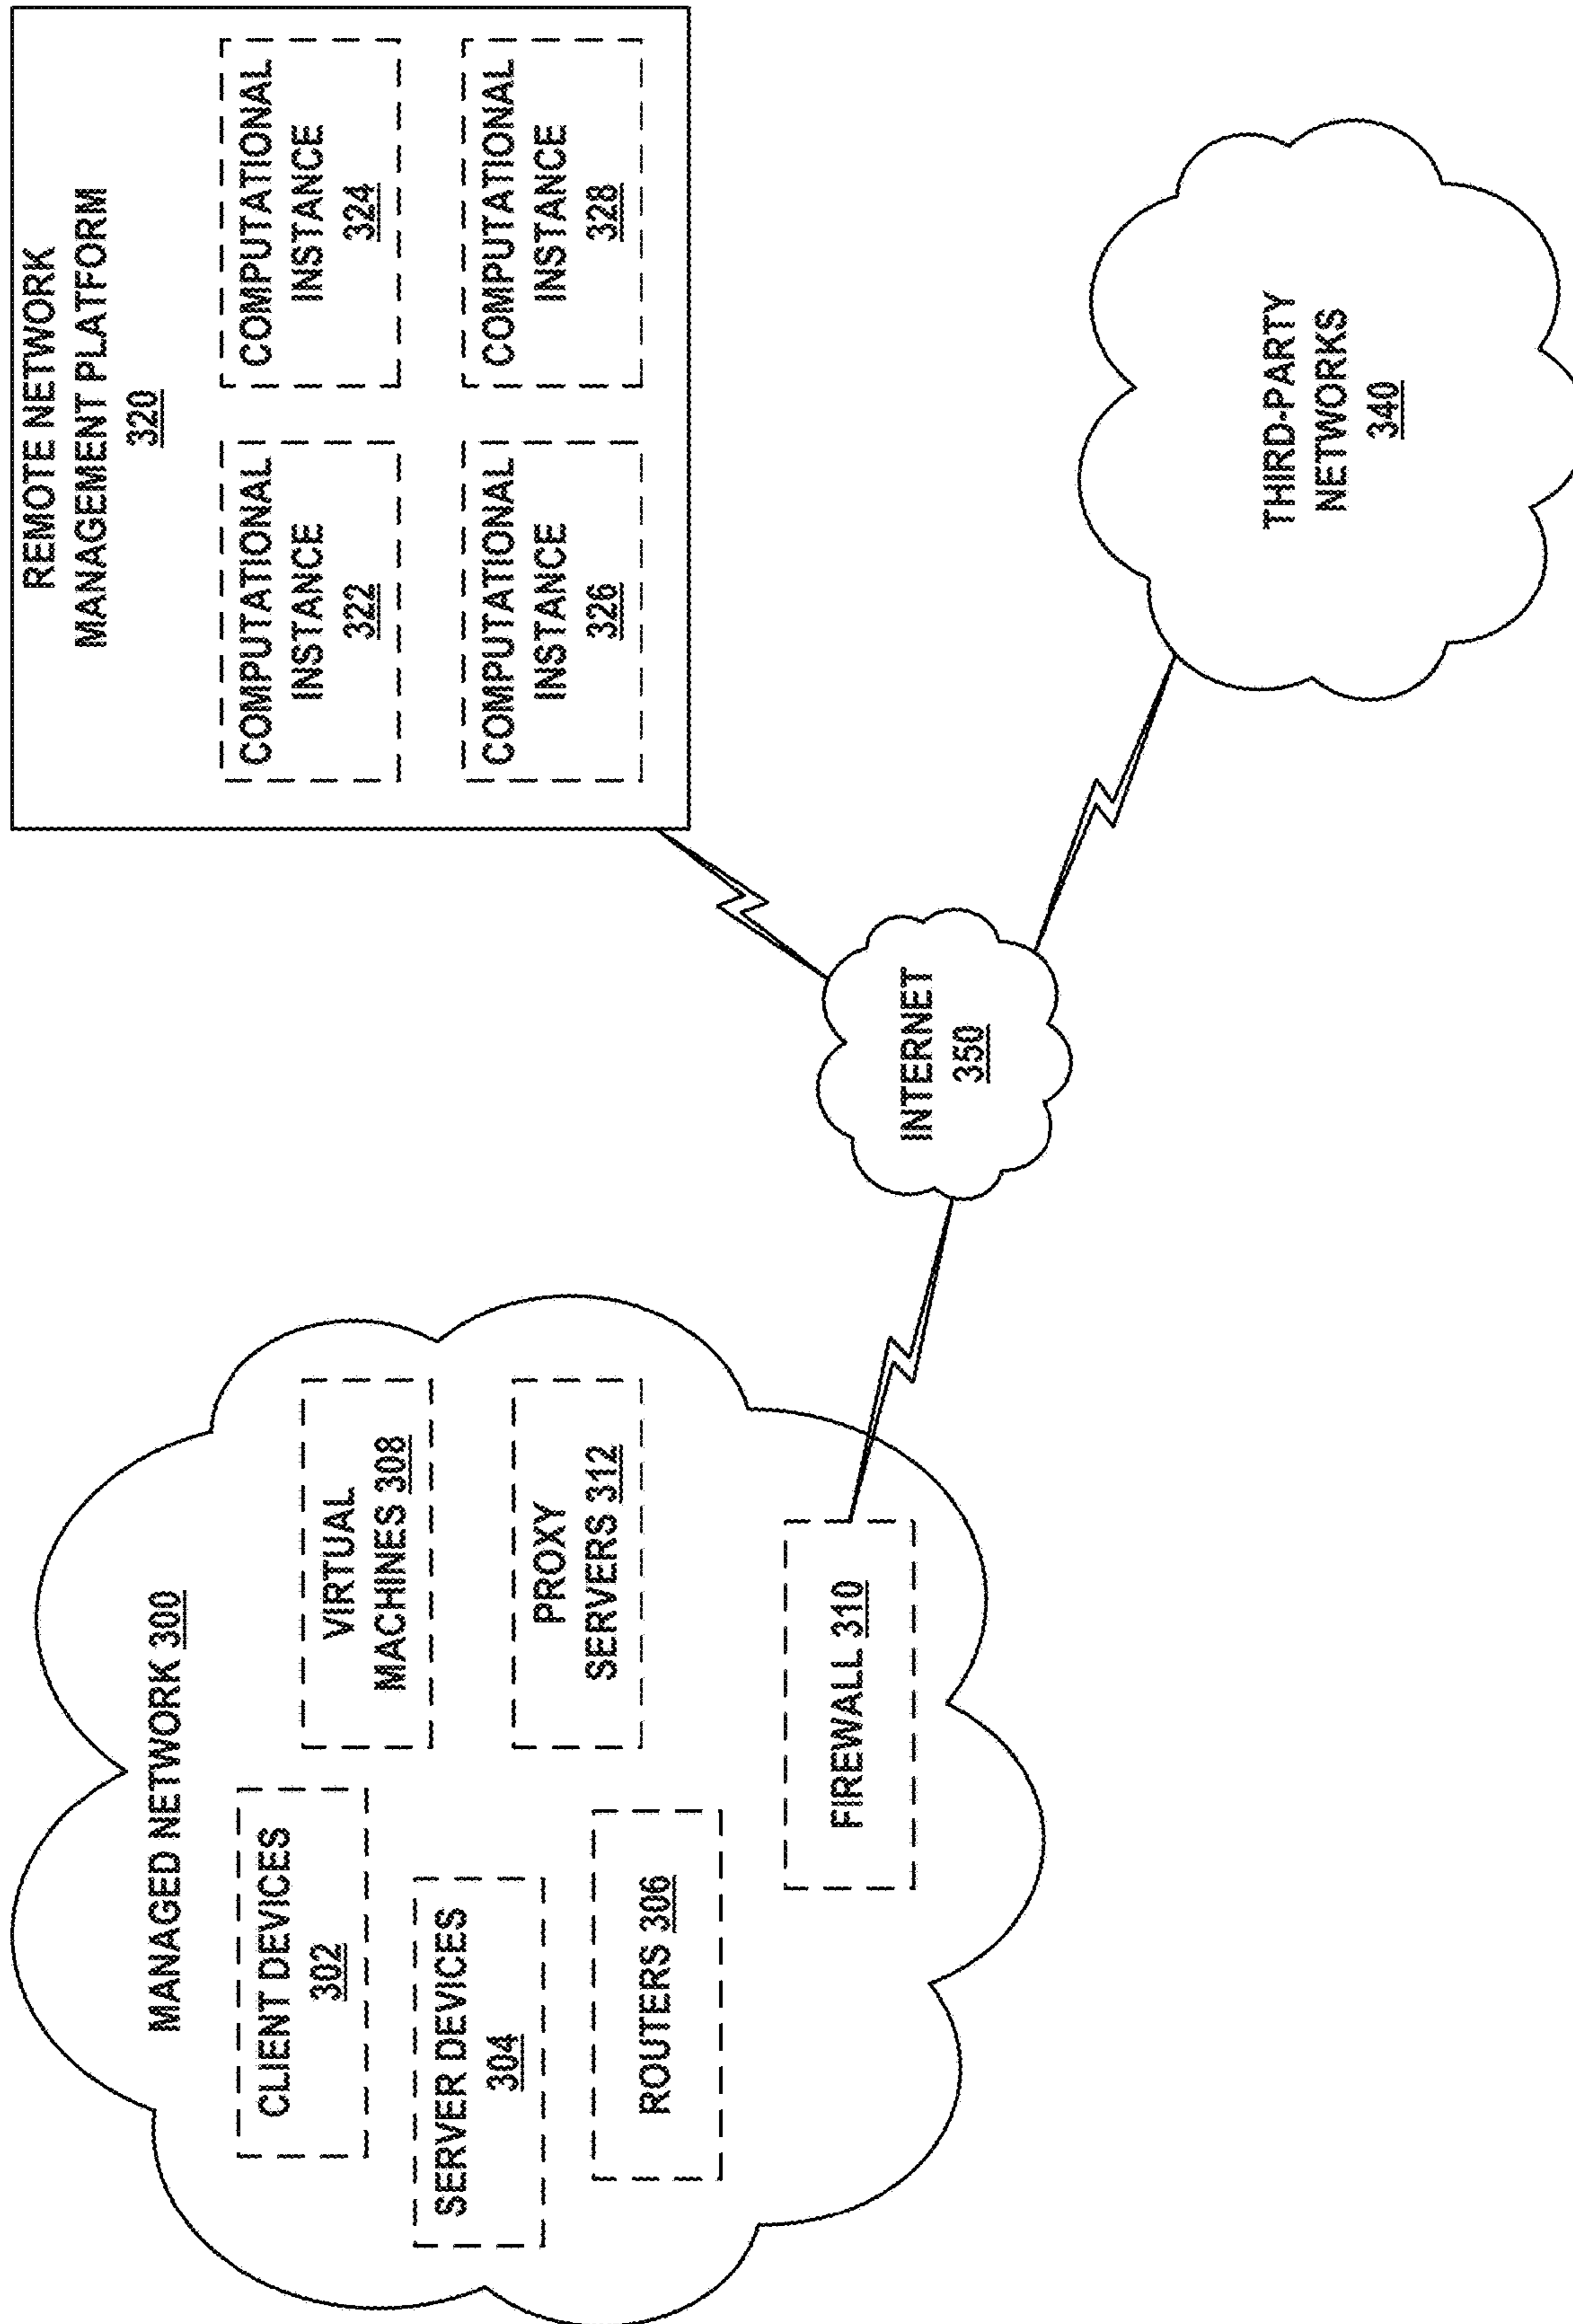 MANAGED NETWORK 300
CLIENT DEVICES
302
SERVER DEVICES
304
ROUTERS 306
VIRTUAL
MACHINES 308
PROXY
SERVERS 312
FIREWALL 310
INTERNET
350
REMOTE NETWORK
MANAGEMENT PLATFORM
320
COMPUTATIONAL
INSTANCE
322
COMPUTATIONAL
INSTANCE
324
COMPUTATIONAL
INSTANCE
326
COMPUTATIONAL
INSTANCE
328
THIRD-PARTY
NETWORKS
340